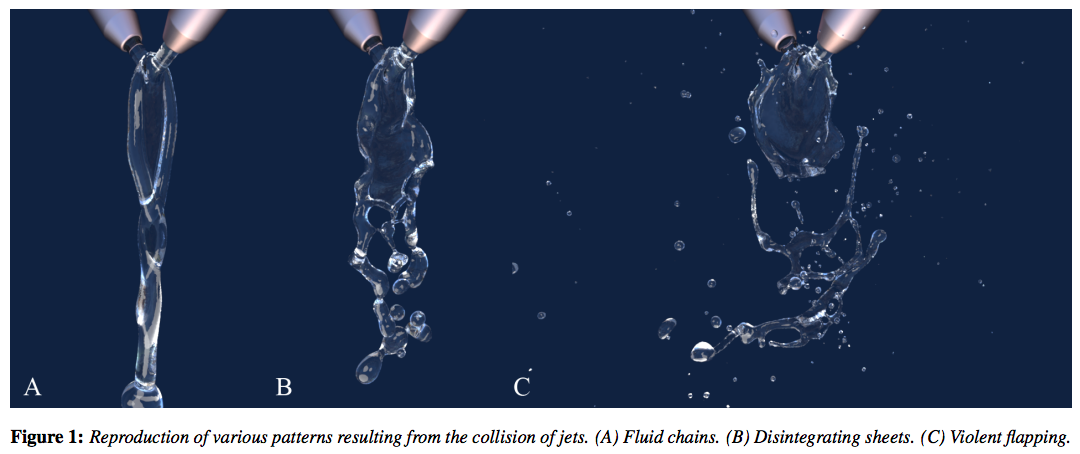 A
B
C
Figure 1: Reproduction of various patterns resulting from the collision of jets. (A) Fluid chains. (B) Disintegrating sheets. (C) Violent flapping.